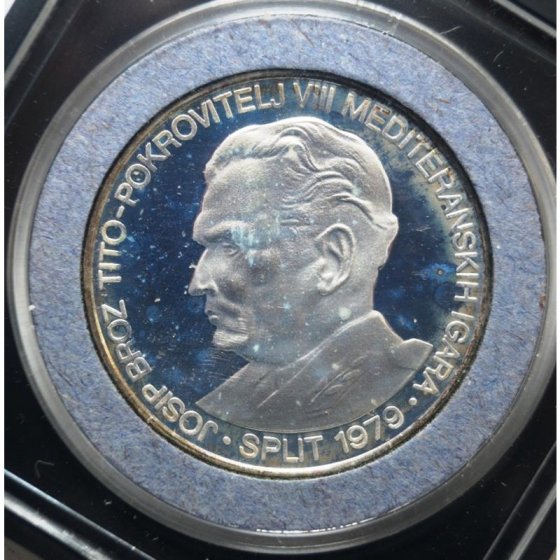 JOSIP BROZ TITO-POKROVITELJ VIII MEDITERANSKIH IGARA · SPLIT 1979 ·